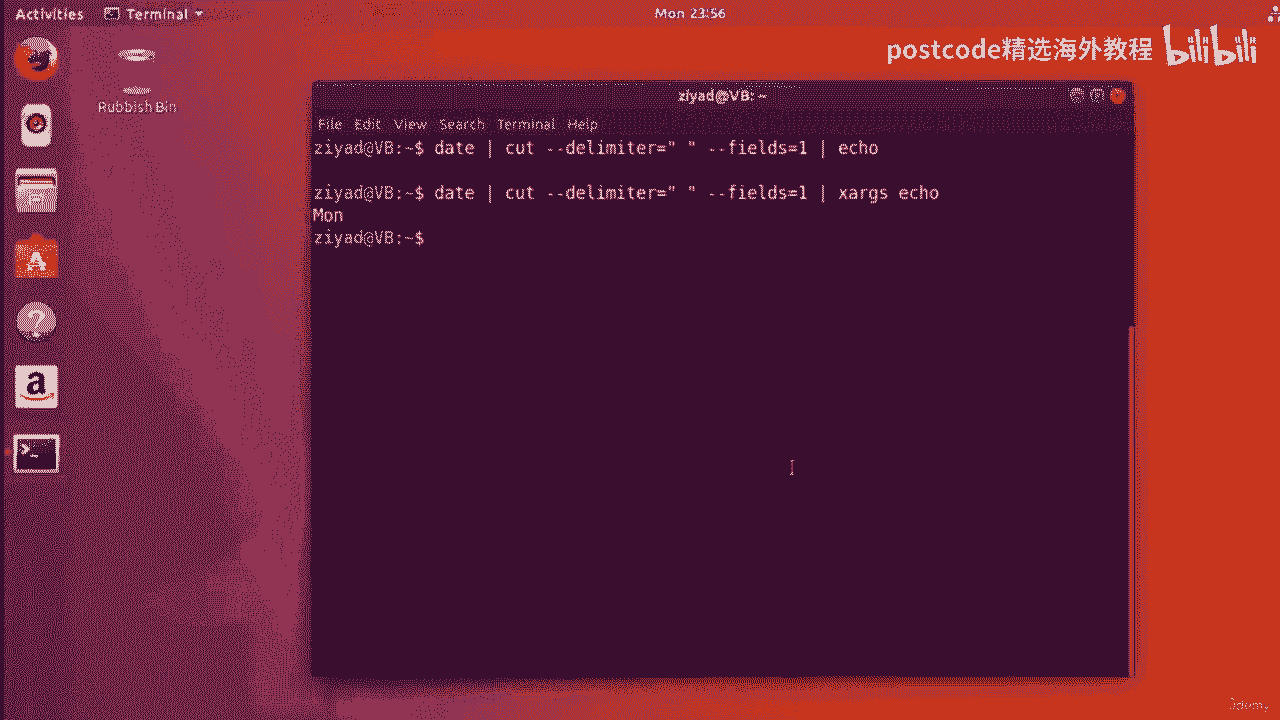 Activities Terminal Mon 23:56
postcode精选海外教程 bilibili
Rubbish Bin
ziyad@VB: ~
File Edit View Search Terminal Help
ziyad@VB:~$ date | cut --delimiter=" " --fields=1 | echo
ziyad@VB:~$ date | cut --delimiter=" " --fields=1 | xargs echo
Mon
ziyad@VB:~$